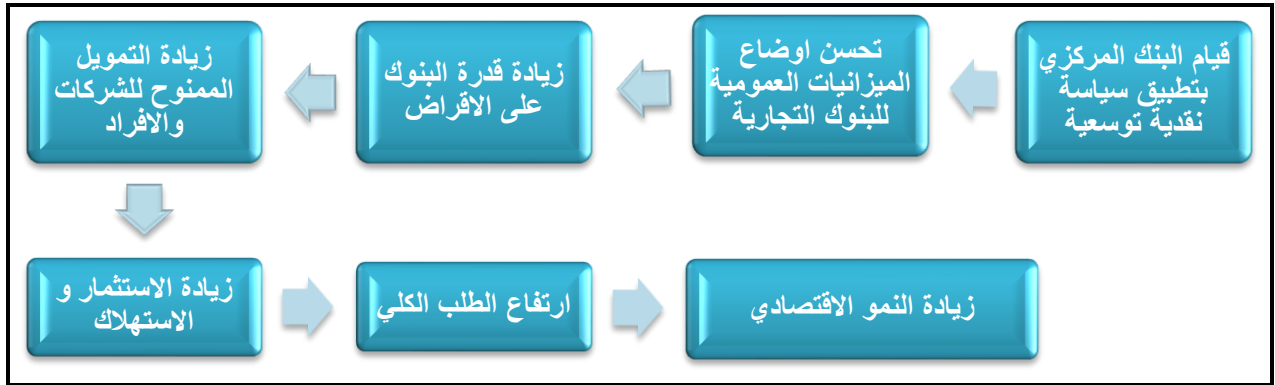 قيام البنك المركزي
بتطبيق سياسة
نقدية توسعية
تحسن اوضاع
الميزانيات العمومية
للبنوك التجارية
زيادة قدرة البنوك
على الاقراض
زيادة التمويل
الممنوح للشركات
والافراد
زيادة الاستثمار و
الاستهلاك
ارتفاع الطلب الكلي
زيادة النمو الاقتصادي